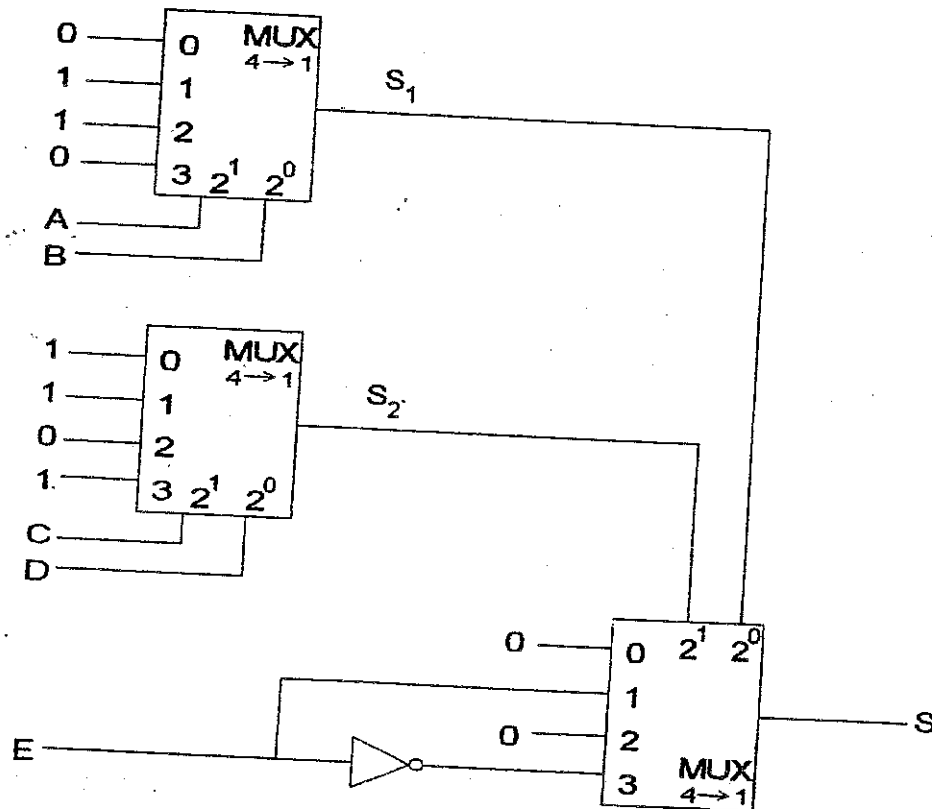 0 0 MUX
4→1
1 1
1 2
0 3 2¹ 2⁰
A
B
S₁
1 0 MUX
4→1
1 1
0 2
1 3 2¹ 2⁰
C
D
S₂
0 0 2¹ 2⁰
1
0 2
3 MUX
4→1
E
S